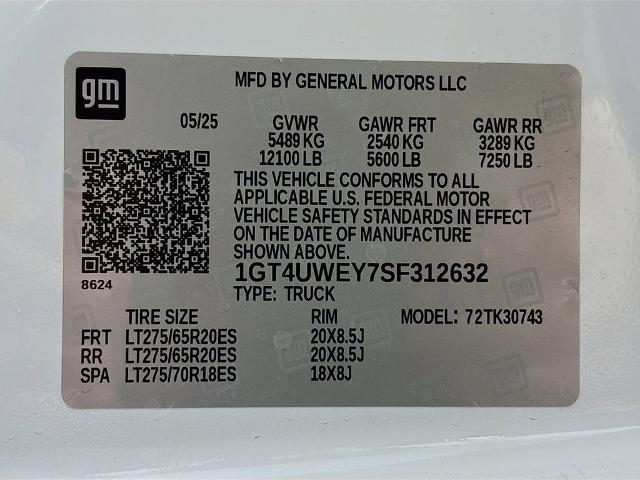 gm
MFD BY GENERAL MOTORS LLC
05/25 GVWR GAWR FRT GAWR RR
5489 KG 2540 KG 3289 KG
12100 LB 5600 LB 7250 LB
THIS VEHICLE CONFORMS TO ALL
APPLICABLE U.S. FEDERAL MOTOR
VEHICLE SAFETY STANDARDS IN EFFECT
ON THE DATE OF MANUFACTURE
SHOWN ABOVE.
1GT4UWEY7SF312632
8624
TYPE: TRUCK
TIRE SIZE RIM MODEL: 72TK30743
FRT LT275/65R20ES 20X8.5J
RR LT275/65R20ES 20X8.5J
SPA LT275/70R18ES 18X8J